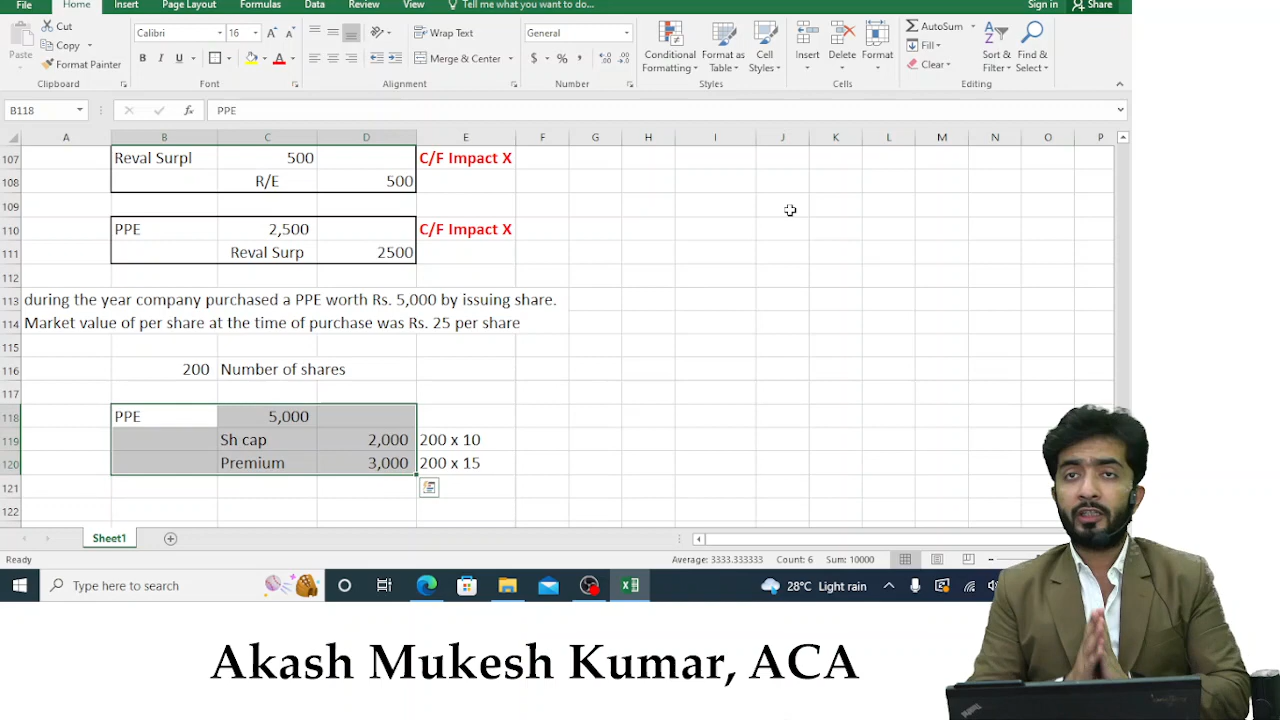 File Home Insert Page Layout Formulas Data Review View Tell me what you want to do... Sign in Share
Paste Cut Copy Format Painter Clipboard
Calibri 16 A A B I U A Font
Wrap Text Merge & Center Alignment
General $ % , Number
Conditional Formatting Format as Table Cell Styles Styles
Insert Delete Format Cells
AutoSum Fill Clear Sort & Filter Find & Select Editing
B118 fx PPE
A B C D E F G H I J K L M N O P
107 Reval Surpl 500 C/F Impact X
108 R/E 500
109
110 PPE 2,500 C/F Impact X
111 Reval Surp 2500
112
113 during the year company purchased a PPE worth Rs. 5,000 by issuing share.
114 Market value of per share at the time of purchase was Rs. 25 per share
115
116 200 Number of shares
117
118 PPE 5,000
119 Sh cap 2,000 200 x 10
120 Premium 3,000 200 x 15
121
122
Sheet1
Ready Average: 3333.333333 Count: 6 Sum: 10000
Type here to search 28°C Light rain
Akash Mukesh Kumar, ACA